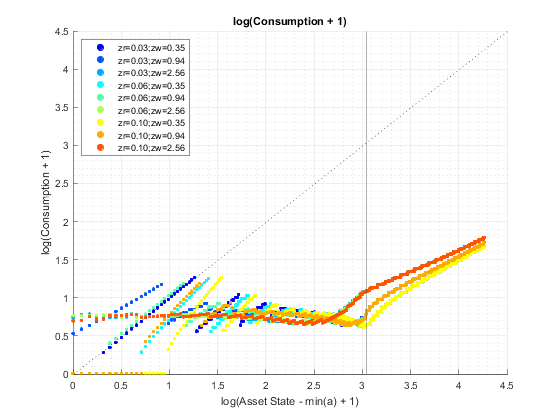 log(Consumption + 1)
4.5
4
3.5
3
2.5
2
1.5
1
0.5
0
log(Consumption + 1)
zr=0.03;zw=0.35
zr=0.03;zw=0.94
zr=0.03;zw=2.56
zr=0.06;zw=0.35
zr=0.06;zw=0.94
zr=0.06;zw=2.56
zr=0.10;zw=0.35
zr=0.10;zw=0.94
zr=0.10;zw=2.56
0 0.5 1 1.5 2 2.5 3 3.5 4 4.5
log(Asset State - min(a) + 1)